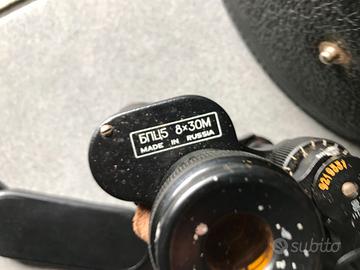 БПЦ5 8×30М
MADE IN RUSSIA
subito